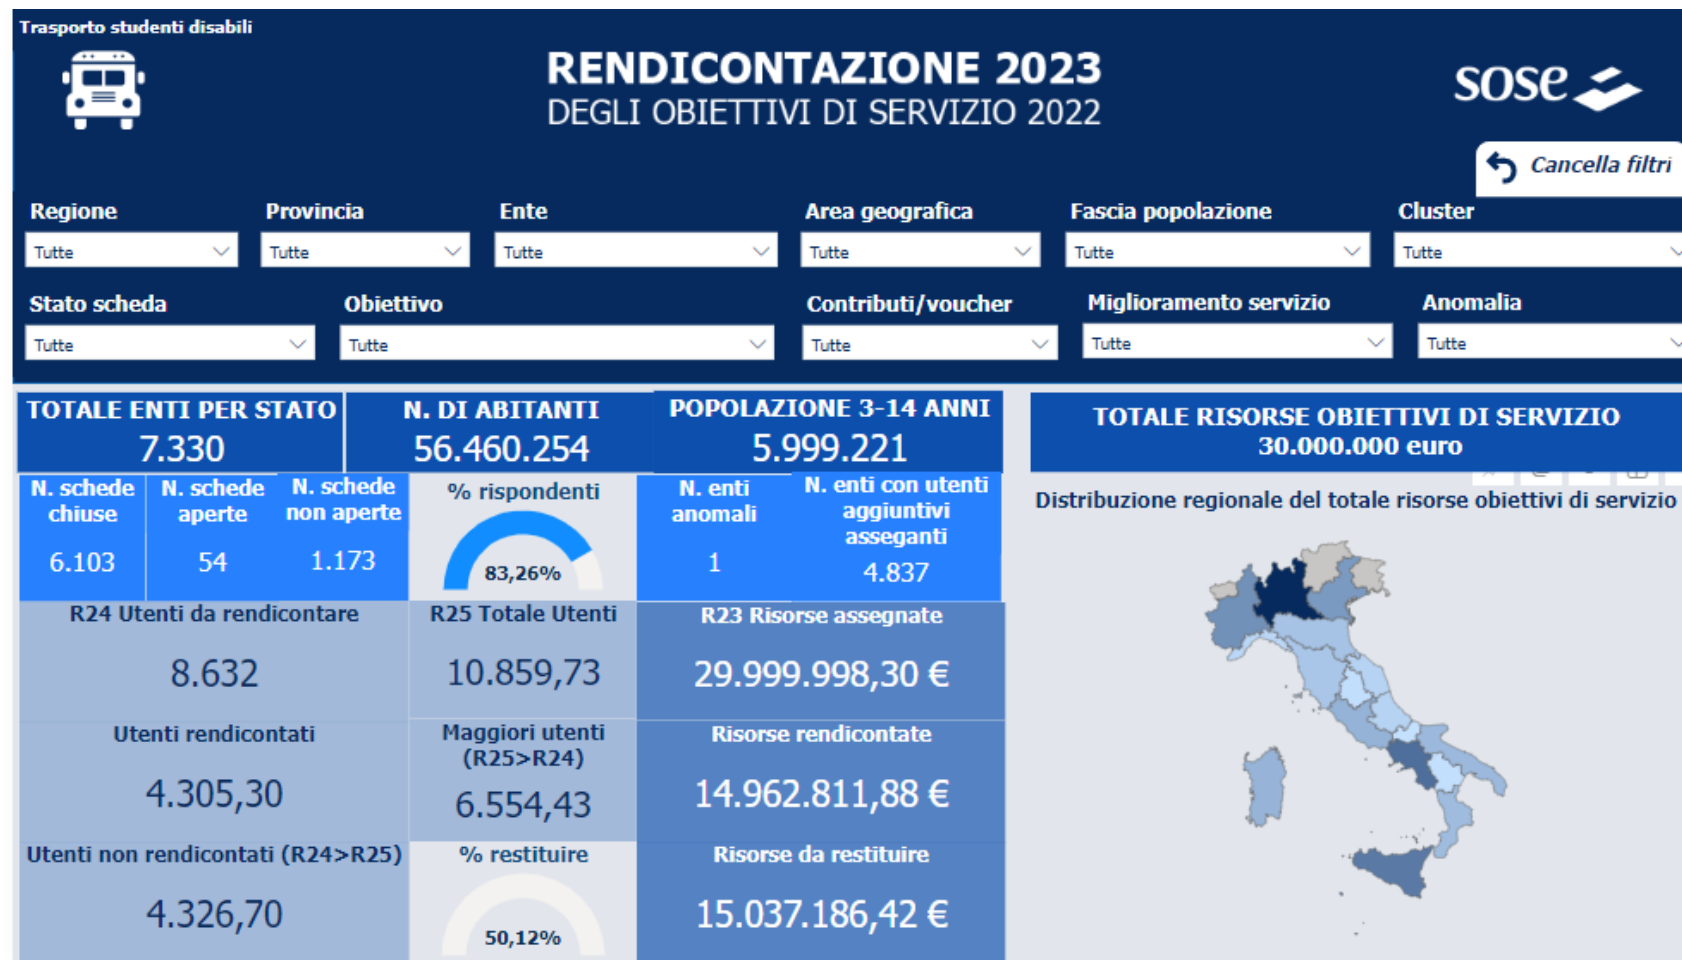 Trasporto studenti disabili
RENDICONTAZIONE 2023
DEGLI OBIETTIVI DI SERVIZIO 2022
sose
Cancella filtri
Regione
Provincia
Ente
Area geografica
Fascia popolazione
Cluster
Tutte
Tutte
Tutte
Tutte
Tutte
Tutte
Stato scheda
Obiettivo
Contributi/voucher
Miglioramento servizio
Anomalia
Tutte
Tutte
Tutte
Tutte
Tutte
TOTALE ENTI PER STATO
7.330
N. DI ABITANTI
56.460.254
POPOLAZIONE 3-14 ANNI
5.999.221
TOTALE RISORSE OBIETTIVI DI SERVIZIO
30.000.000 euro
N. schede
chiuse
6.103
N. schede
aperte
54
N. schede
non aperte
1.173
% rispondenti
83,26%
N. enti
anomali
1
N. enti con utenti
aggiuntivi
asseganti
4.837
Distribuzione regionale del totale risorse obiettivi di servizio
R24 Utenti da rendicontare
8.632
R25 Totale Utenti
10.859,73
R23 Risorse assegnate
29.999.998,30 €
Utenti rendicontati
4.305,30
Maggiori utenti
(R25>R24)
6.554,43
Risorse rendicontate
14.962.811,88 €
Utenti non rendicontati (R24>R25)
4.326,70
% restituire
50,12%
Risorse da restituire
15.037.186,42 €